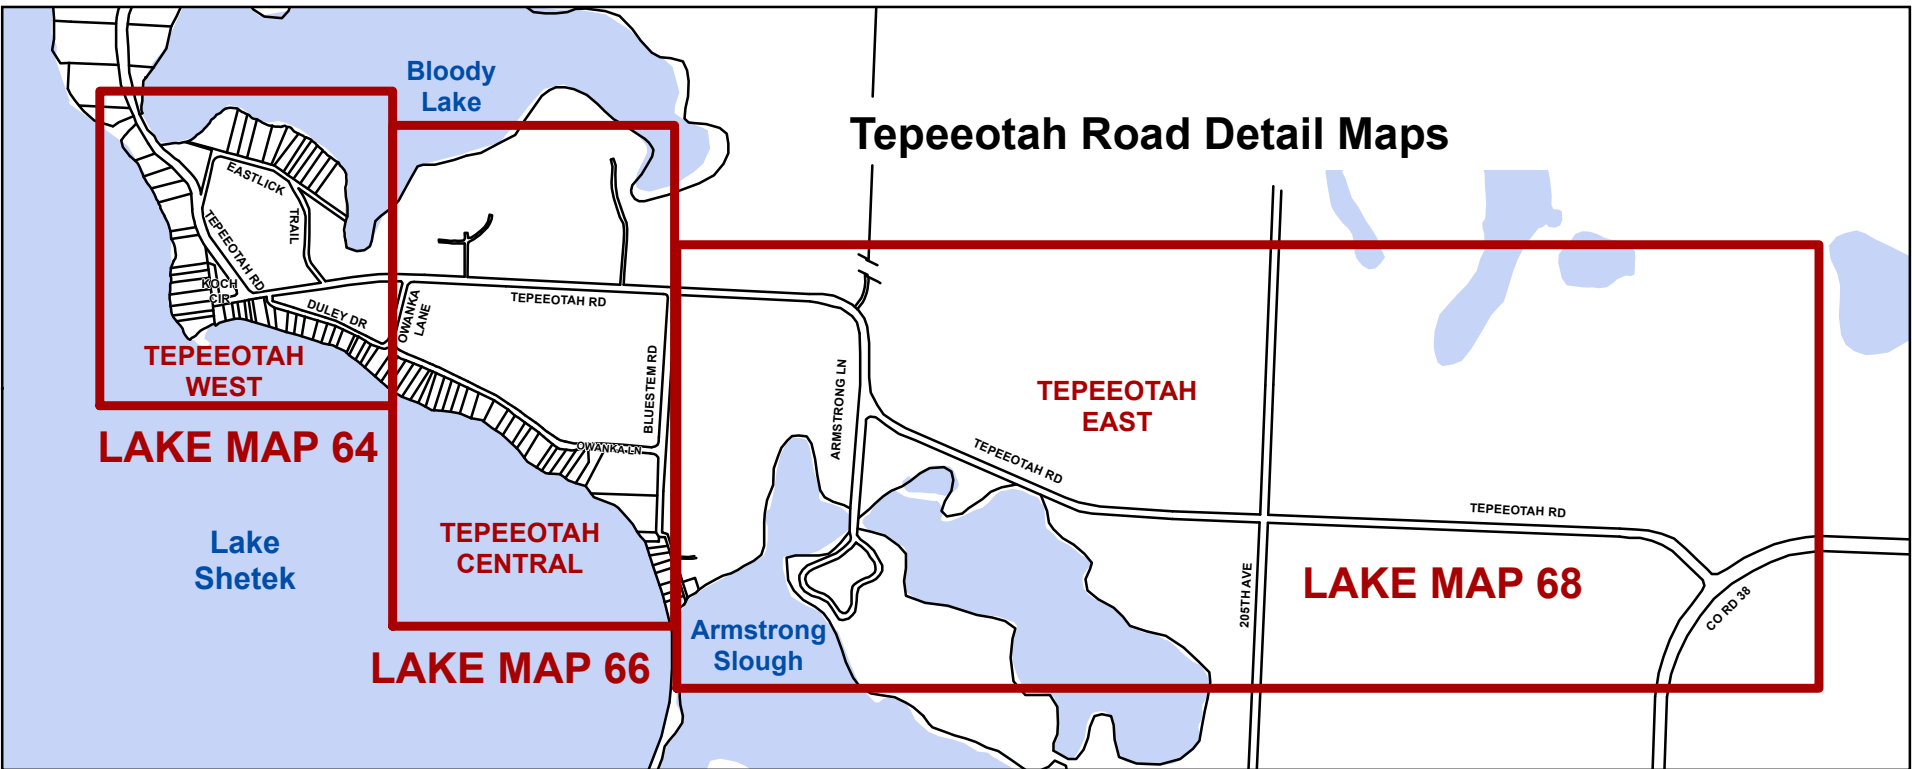 Bloody
Lake
Tepeeotah Road Detail Maps
EASTLICK
TRAIL
TEPEEOTAH RD
KOCH
CIR
DULEY DR
OWANKA
LANE
TEPEEOTAH RD
BLUESTEM RD
OWANKA LN
ARMSTRONG LN
TEPEEOTAH RD
TEPEEOTAH RD
205TH AVE
CO RD 38
TEPEEOTAH
WEST
LAKE MAP 64
TEPEEOTAH
EAST
TEPEEOTAH
CENTRAL
Lake
Shetek
LAKE MAP 68
Armstrong
Slough
LAKE MAP 66